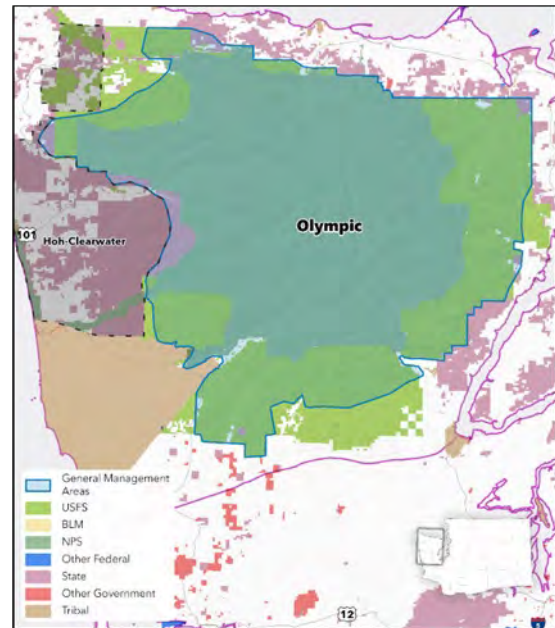 Olympic
101
Hoh-Clearwater
General Management
Areas
USFS
BLM
NPS
Other Federal
State
Other Government
Tribal
12